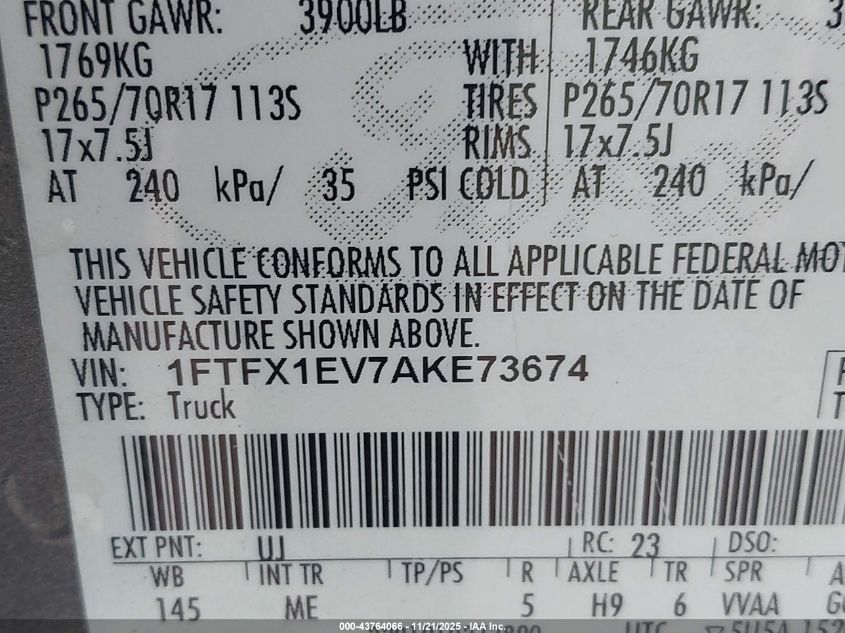 FRONT GAWR: 3900LB REAR GAWR: 3
1769KG WITH 1746KG
P265/70R17 113S TIRES P265/70R17 113S
17x7.5J RIMS 17x7.5J
AT 240 kPa/ 35 PSI COLD AT 240 kPa/
THIS VEHICLE CONFORMS TO ALL APPLICABLE FEDERAL MOT
VEHICLE SAFETY STANDARDS IN EFFECT ON THE DATE OF
MANUFACTURE SHOWN ABOVE.
VIN: 1FTFX1EV7AKE73674
TYPE: Truck
EXT PNT: UJ RC: 23 DSO:
WB INT TR TP/PS R AXLE TR SPR A
145 ME 5 H9 6 VVAA G
000-43764066 - 11/21/2025 - IAA Inc.
UTC